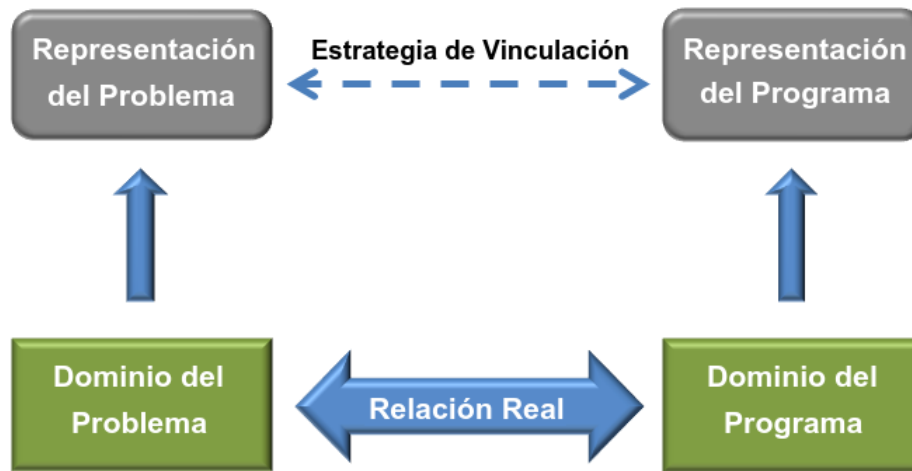 Representación
del Problema
Estrategia de Vinculación
Representación
del Programa
Dominio del
Problema
Relación Real
Dominio del
Programa